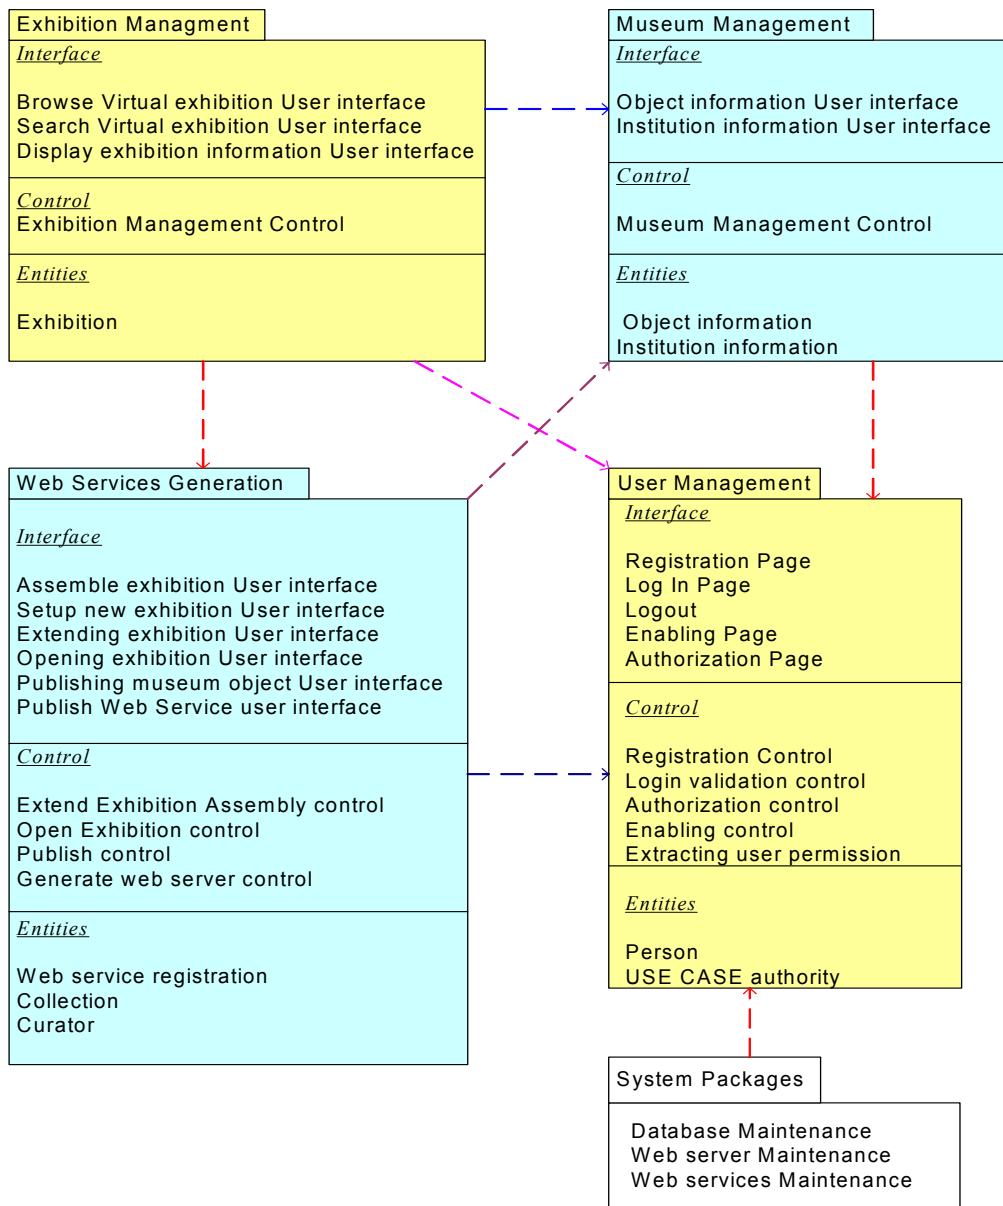 Exhibition Managment
Interface
Browse Virtual exhibition User interface
Search Virtual exhibition User interface
Display exhibition information User interface
Control
Exhibition Management Control
Entities
Exhibition
Museum Management
Interface
Object information User interface
Institution information User interface
Control
Museum Management Control
Entities
Object information
Institution information
Web Services Generation
Interface
Assemble exhibition User interface
Setup new exhibition User interface
Extending exhibition User interface
Opening exhibition User interface
Publishing museum object User interface
Publish Web Service user interface
Control
Extend Exhibition Assembly control
Open Exhibition control
Publish control
Generate web server control
Entities
Web service registration
Collection
Curator
User Management
Interface
Registration Page
Log In Page
Logout
Enabling Page
Authorization Page
Control
Registration Control
Login validation control
Authorization control
Enabling control
Extracting user permission
Entities
Person
USE CASE authority
System Packages
Database Maintenance
Web server Maintenance
Web services Maintenance